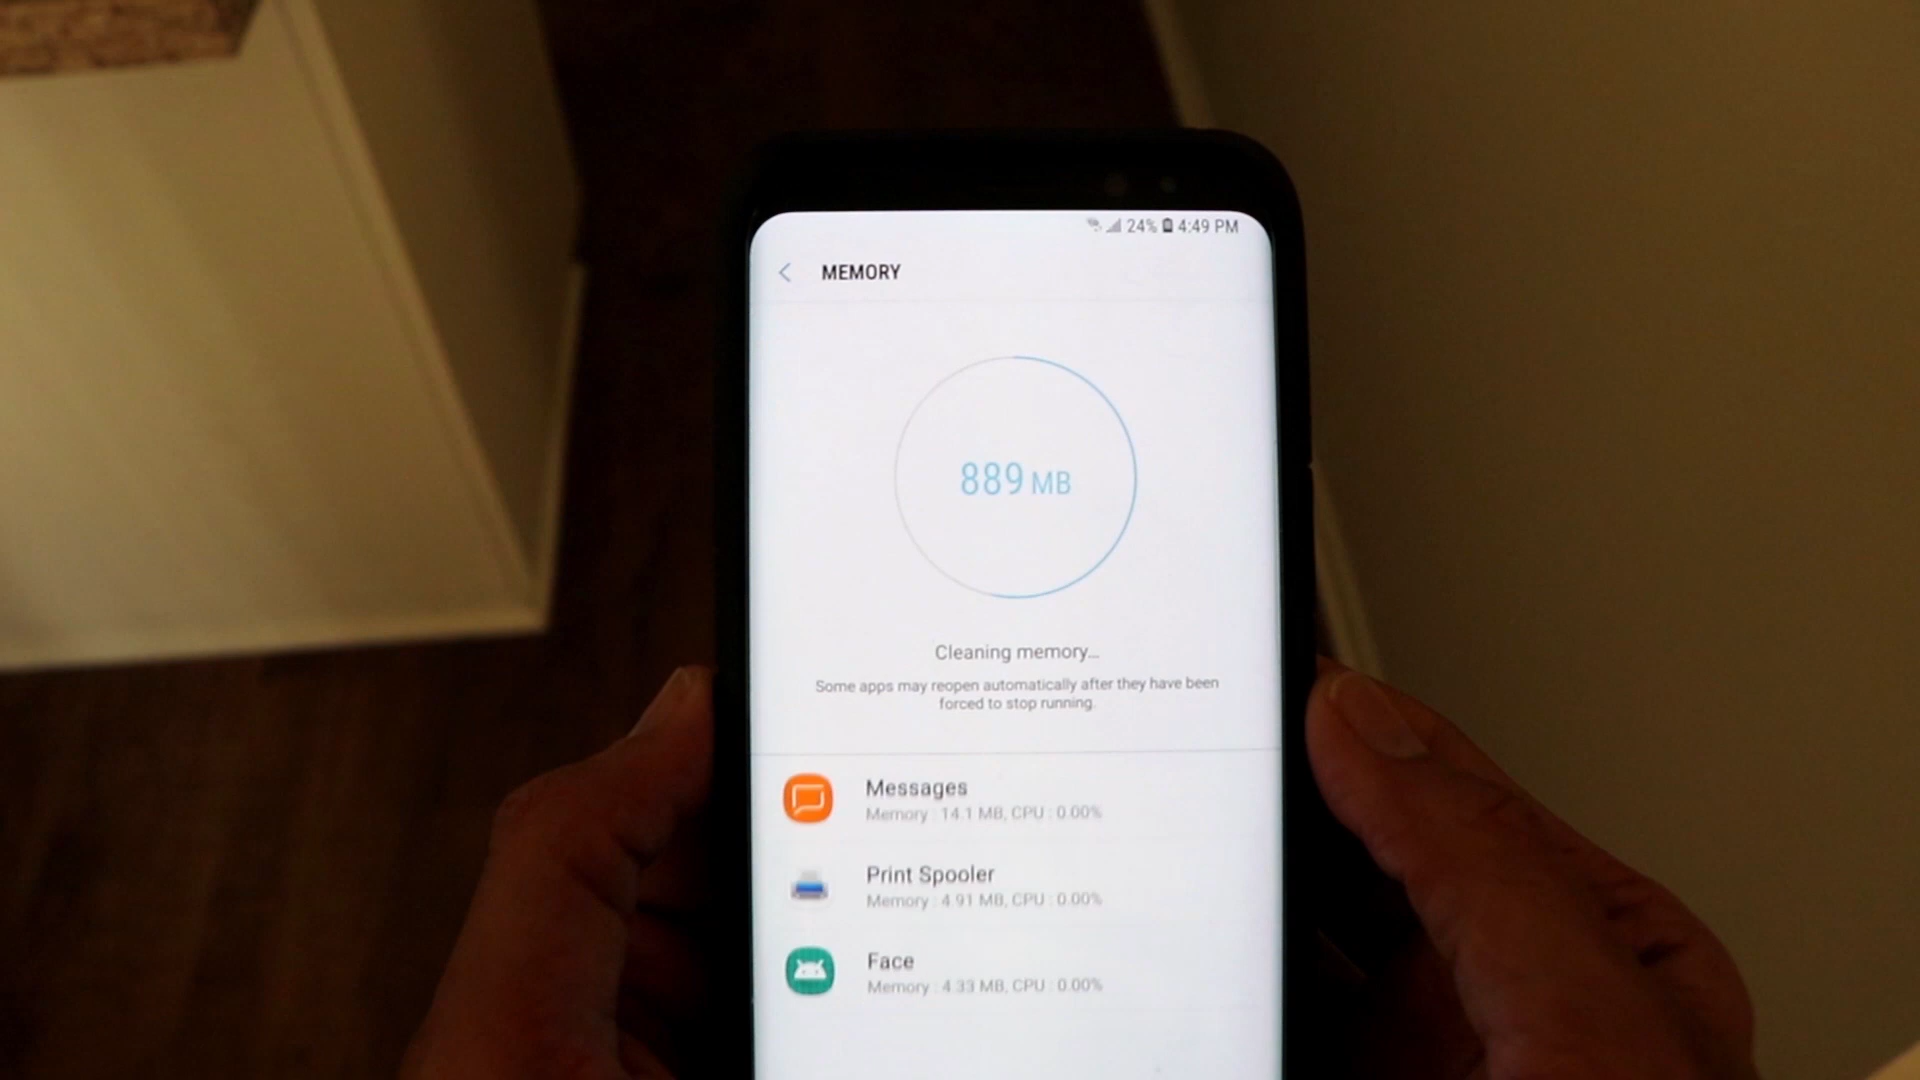 24% 4:49 PM
MEMORY
889 MB
Cleaning memory...
Some apps may reopen automatically after they have been
forced to stop running.
Messages
Memory : 14.1 MB, CPU : 0.00%
Print Spooler
Memory : 4.91 MB, CPU : 0.00%
Face
Memory : 4.33 MB, CPU : 0.00%